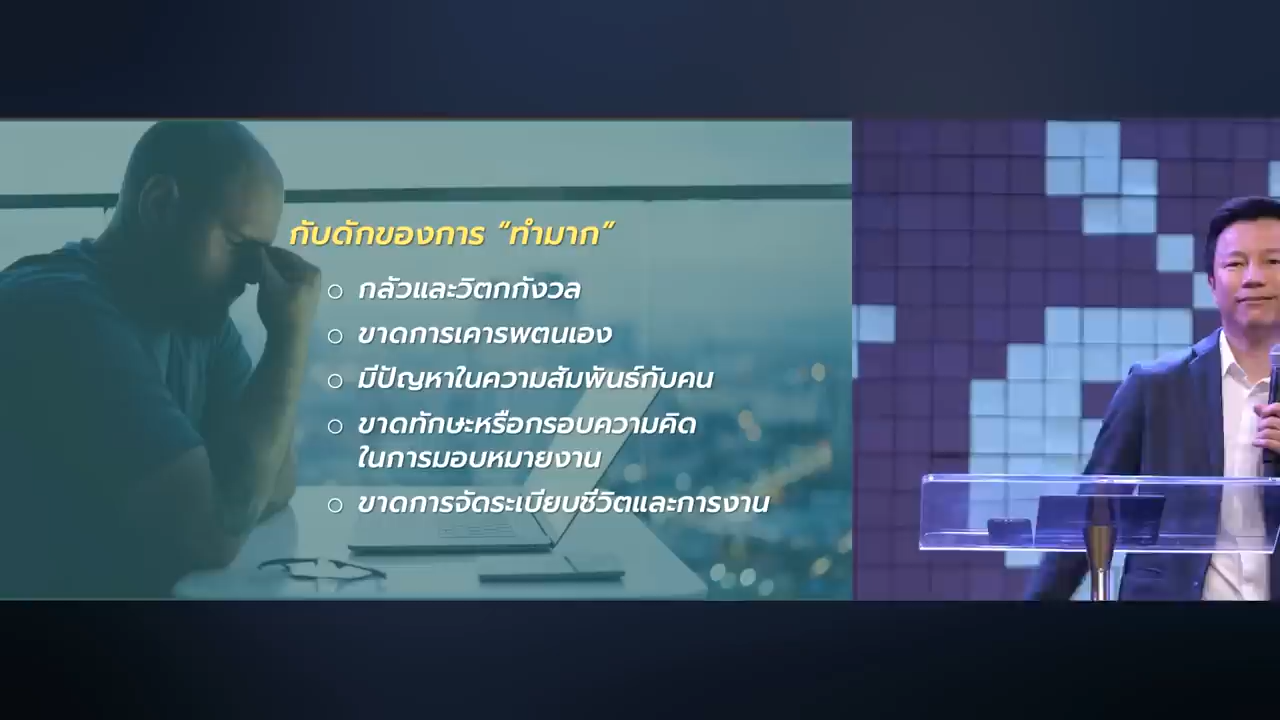 กับดักของการ “ทำมาก”
○ กลัวและวิตกกังวล
○ ขาดการเคารพตนเอง
○ มีปัญหาในความสัมพันธ์กับคน
○ ขาดทักษะหรือกรอบความคิด
ในการมอบหมายงาน
○ ขาดการจัดระเบียบชีวิตและการงาน